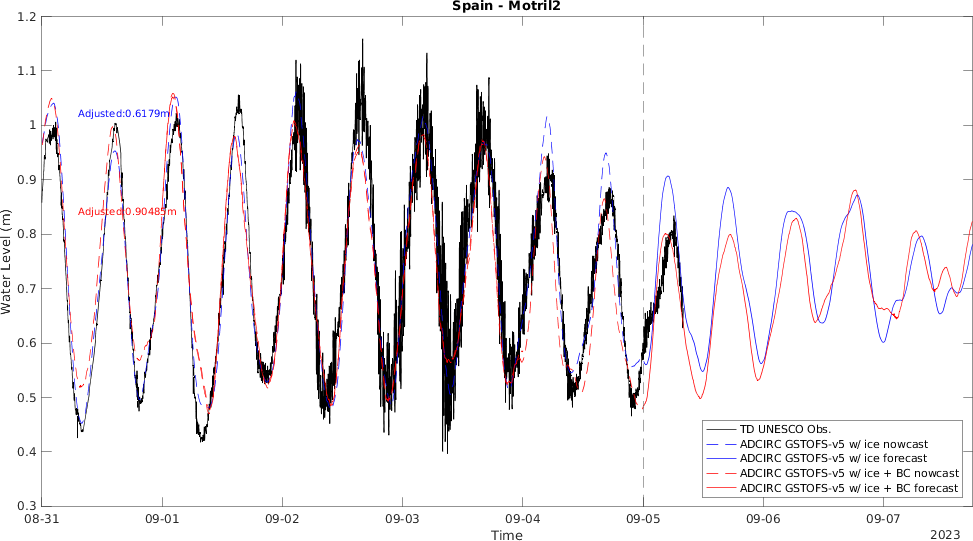 Spain - Motril2
1.2
1.1
1
0.9
0.8
0.7
0.6
0.5
0.4
0.3
Water Level (m)
Adjusted:0.6179m
Adjusted:0.90485m
TD UNESCO Obs.
ADCIRC GSTOFS-v5 w/ ice nowcast
ADCIRC GSTOFS-v5 w/ ice forecast
ADCIRC GSTOFS-v5 w/ ice + BC nowcast
ADCIRC GSTOFS-v5 w/ ice + BC forecast
08-31 09-01 09-02 09-03 09-04 09-05 09-06 09-07
Time
2023